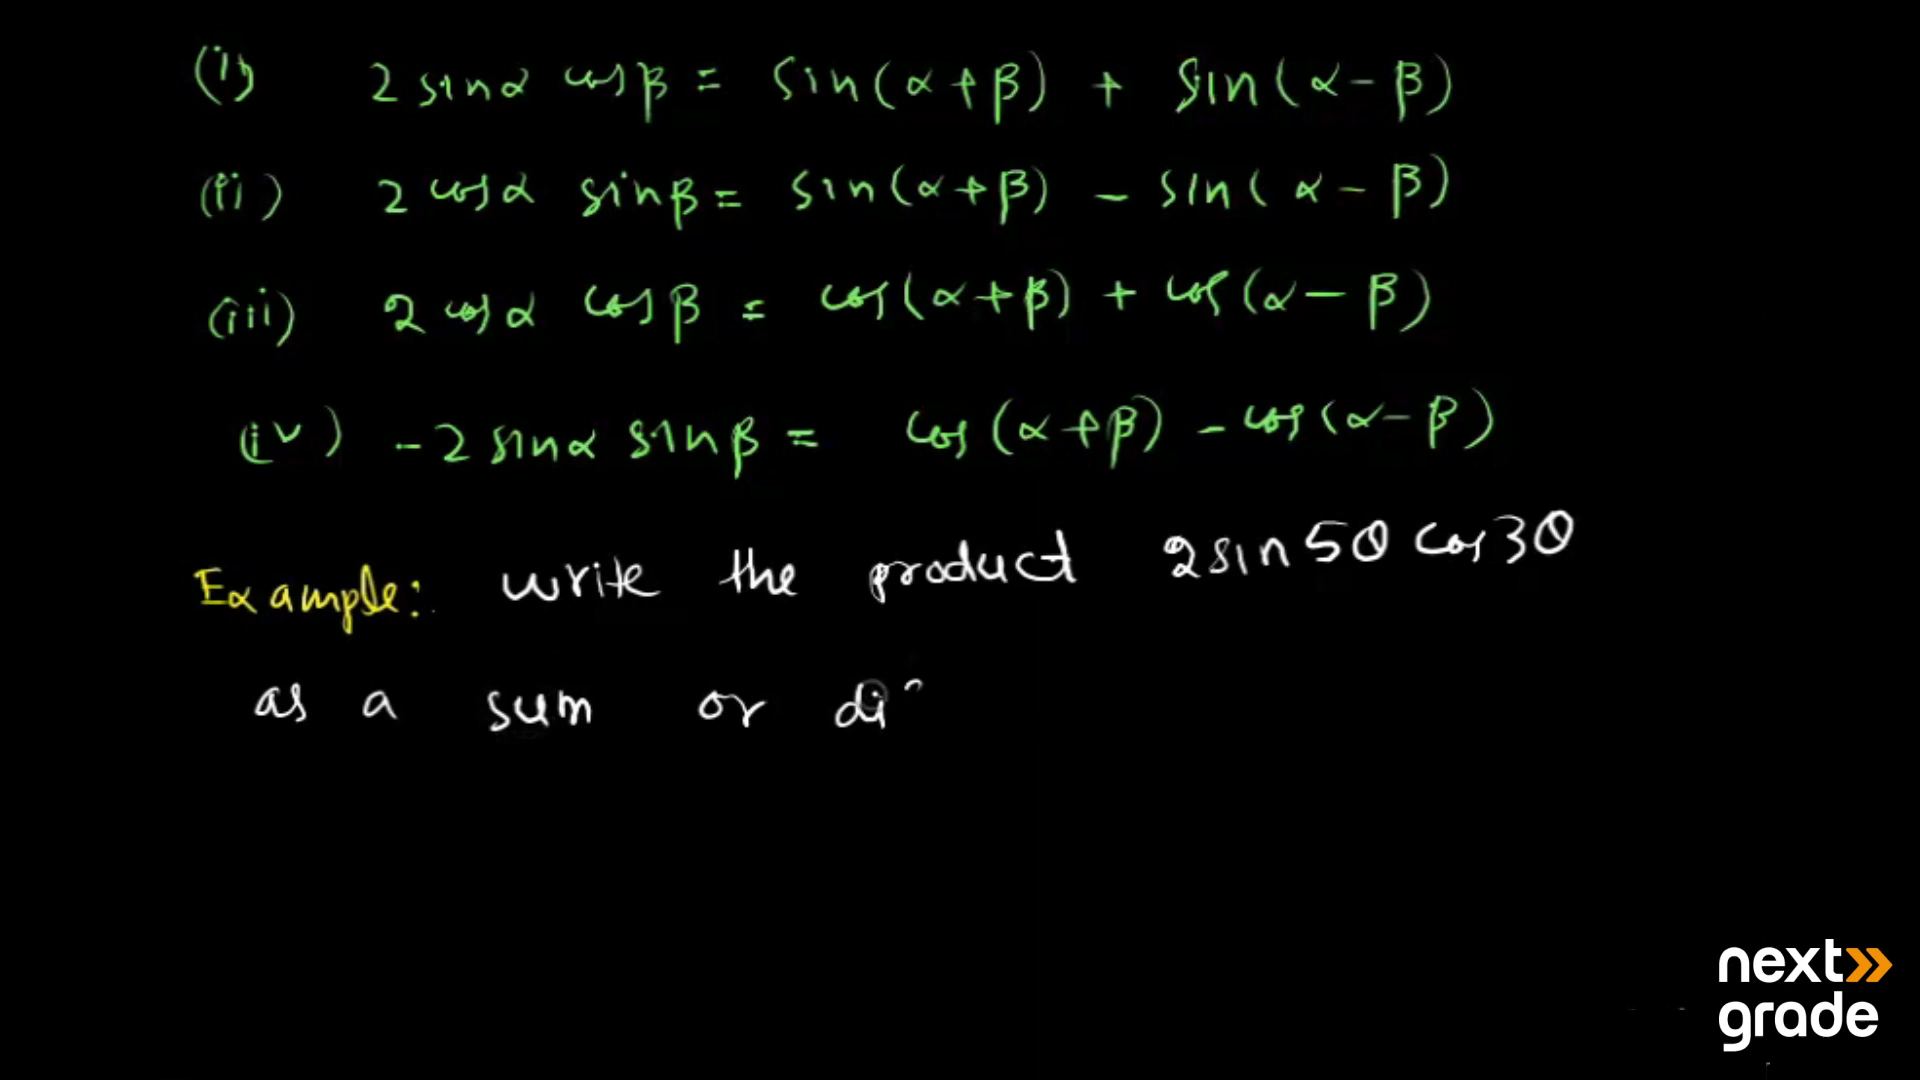 (i) 2 sinα cosβ = sin(α+β) + sin(α-β)
(ii) 2 cosα sinβ = sin(α+β) - sin(α-β)
(iii) 2 cosα cosβ = cos(α+β) + cos(α-β)
(iv) -2 sinα sinβ = cos(α+β) - cos(α-β)
Example: write the product 2sin5θ cos3θ
as a sum or di
next
grade